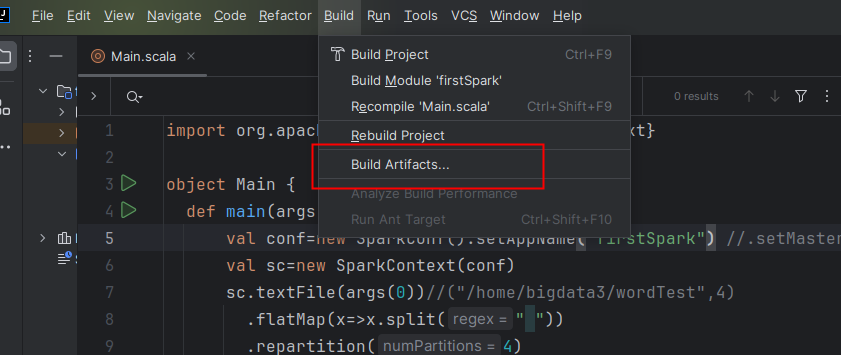 File Edit View Navigate Code Refactor Build Run Tools VCS Window Help
Main.scala
Build Project Ctrl+F9
Build Module 'firstSpark'
Recompile 'Main.scala' Ctrl+Shift+F9
Rebuild Project
Build Artifacts...
Analyze Build Performance
Run Ant Target Ctrl+Shift+F10
0 results
1 import org.apac ext}
2
3 object Main {
4 def main(args
5 val conf=new SparkConf().setAppName("firstSpark") //.setMaster
6 val sc=new SparkContext(conf)
7 sc.textFile(args(0))//("/home/bigdata3/wordTest",4)
8 .flatMap(x=>x.split( regex = " "))
9 .repartition( numPartitions = 4)